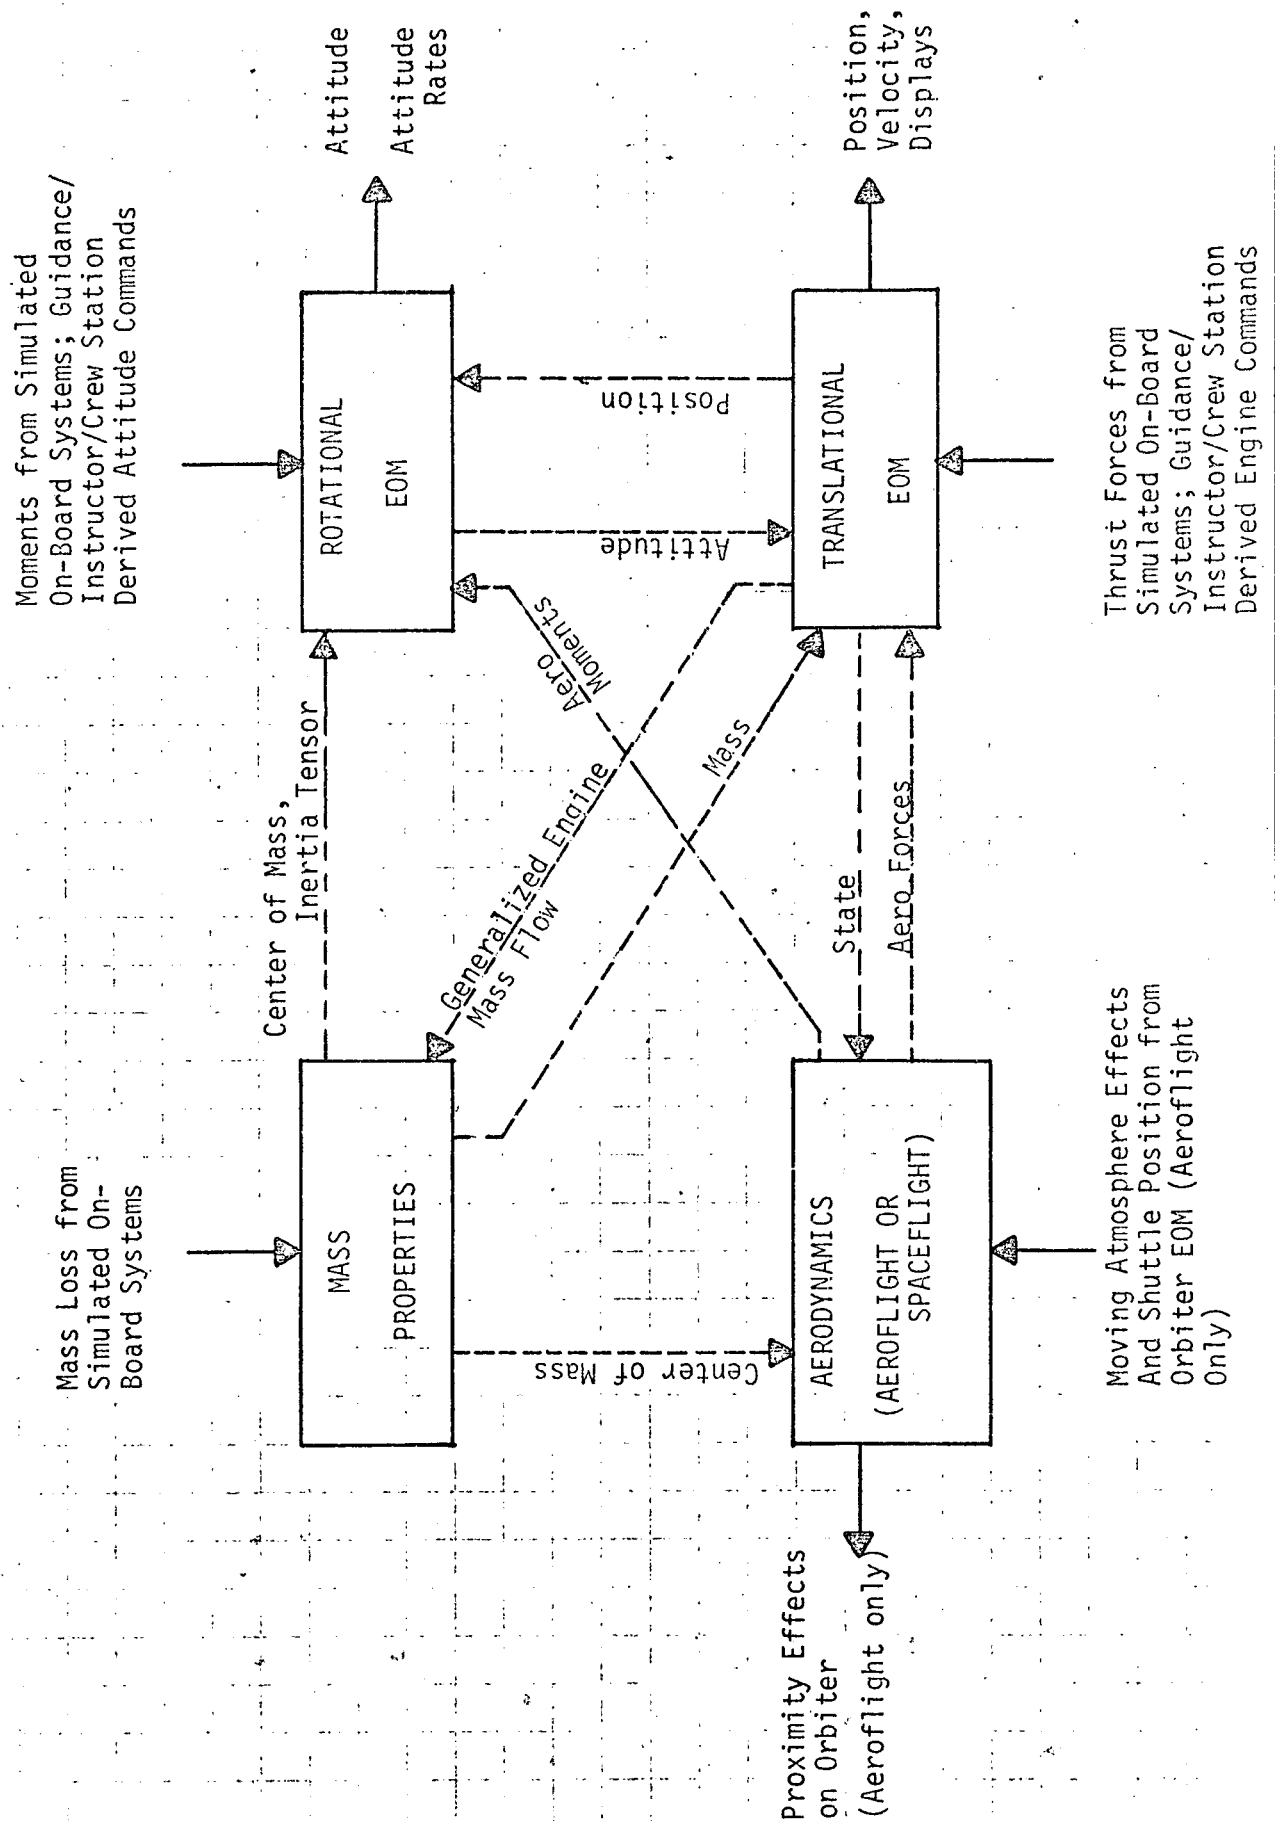 Mass Loss from
Simulated On-
Board Systems
Moments from Simulated
On-Board Systems; Guidance/
Instructor/Crew Station
Derived Attitude Commands
MASS
PROPERTIES
Center of Mass,
Inertia Tensor
ROTATIONAL
EOM
Attitude
Attitude
Rates
Generalized Engine
Mass Flow
Aero
Moments
Mass
Center of Mass
Attitude
Position
Proximity Effects
on Orbiter
(Aeroflight only)
AERODYNAMICS
(AEROFLIGHT OR
SPACEFLIGHT)
State
Aero Forces
TRANSLATIONAL
EOM
Position,
Velocity,
Displays
Moving Atmosphere Effects
And Shuttle Position from
Orbiter EOM (Aeroflight
Only)
Thrust Forces from
Simulated On-Board
Systems; Guidance/
Instructor/Crew Station
Derived Engine Commands